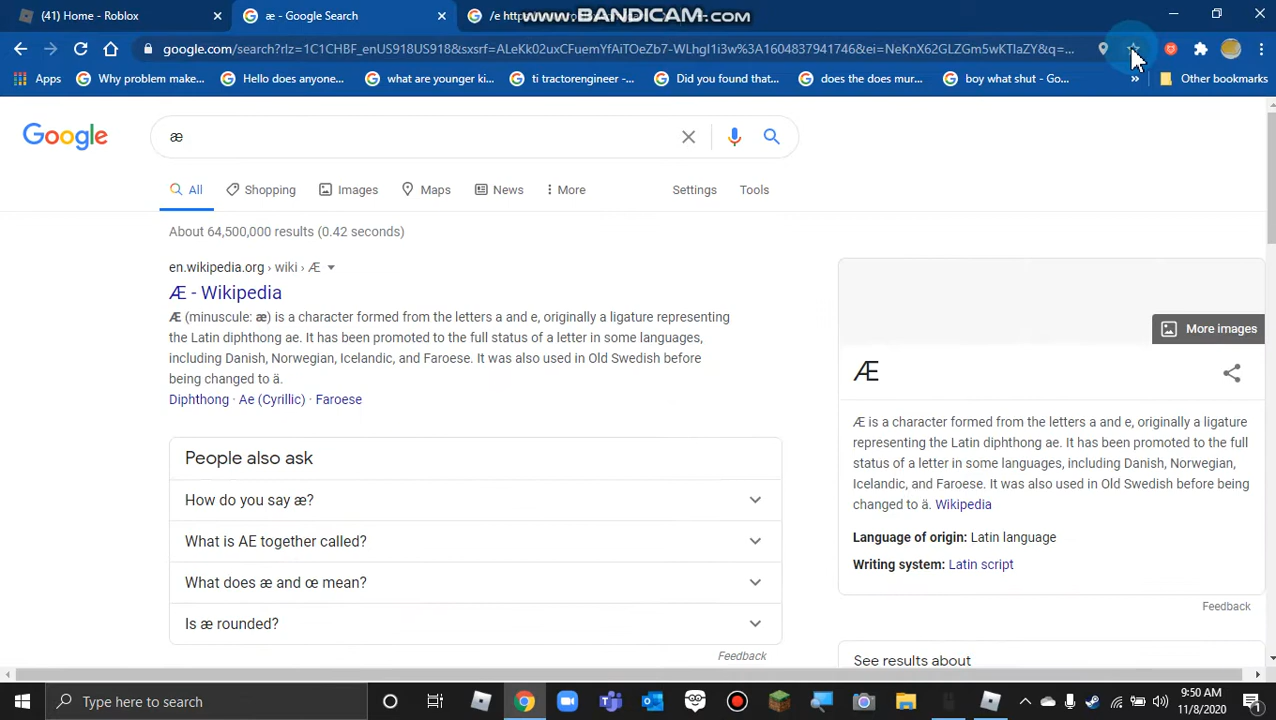 (41) Home - Roblox
æ - Google Search
/e http
www.BANDICAM.com
google.com/search?rlz=1C1CHBF_enUS918US918&sxsrf=ALeKk02uxCFuemYfAiTOeZb7-WLhgI1i3w%3A1604837941746&ei=NeKnX62GLZGm5wKTlaZY&q=...
Apps
Why problem make...
Hello does anyone...
what are younger ki...
ti tractorengineer -...
Could you find that...
does the does mur...
boy what shut - Go...
»
Other bookmarks
Google
æ
All
Shopping
Images
Maps
News
More
Settings
Tools
About 64,500,000 results (0.42 seconds)
en.wikipedia.org › wiki › Æ
Æ - Wikipedia
Æ (minuscule: æ) is a character formed from the letters a and e, originally a ligature representing
the Latin diphthong ae. It has been promoted to the full status of a letter in some languages,
including Danish, Norwegian, Icelandic, and Faroese. It was also used in Old Swedish before
being changed to ä.
Diphthong · Ae (Cyrillic) · Faroese
People also ask
How do you say æ?
What is AE together called?
What does æ and œ mean?
Is æ rounded?
Feedback
More images
Æ
Æ is a character formed from the letters a and e, originally a ligature
representing the Latin diphthong ae. It has been promoted to the full
status of a letter in some languages, including Danish, Norwegian,
Icelandic, and Faroese. It was also used in Old Swedish before being
changed to ä. Wikipedia
Language of origin: Latin language
Writing system: Latin script
Feedback
See results about
Type here to search
9:50 AM
11/8/2020
1